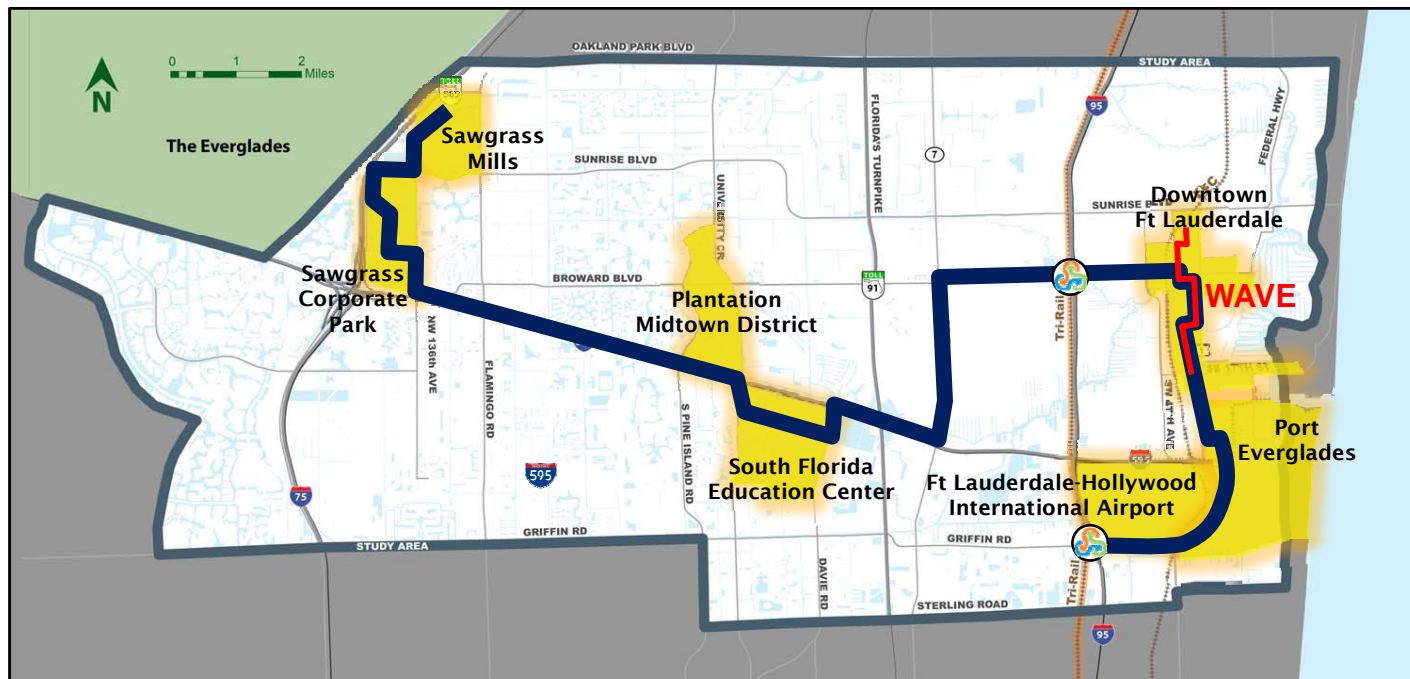 OAKLAND PARK BLVD
STUDY AREA
0 1 2
Miles
N
The Everglades
95
Sawgrass
Mills
SUNRISE BLVD
FLORIDA'S TURNPIKE
7
FEDERAL HWY
Downtown
Ft Lauderdale
SUNRISE
Sawgrass
Corporate
Park
BROWARD BLVD
TOLL
91
Plantation
Midtown District
WAVE
Tri-Rail
NW 136th AVE
FLAMINGO RD
S PINE ISLAND RD
SW 4TH AVE
Port
Everglades
South Florida
Education Center
595
75
Ft Lauderdale-Hollywood
International Airport
GRIFFIN RD
GRIFFIN RD
STUDY AREA
DAVIE RD
Tri-Rail
STERLING ROAD
95